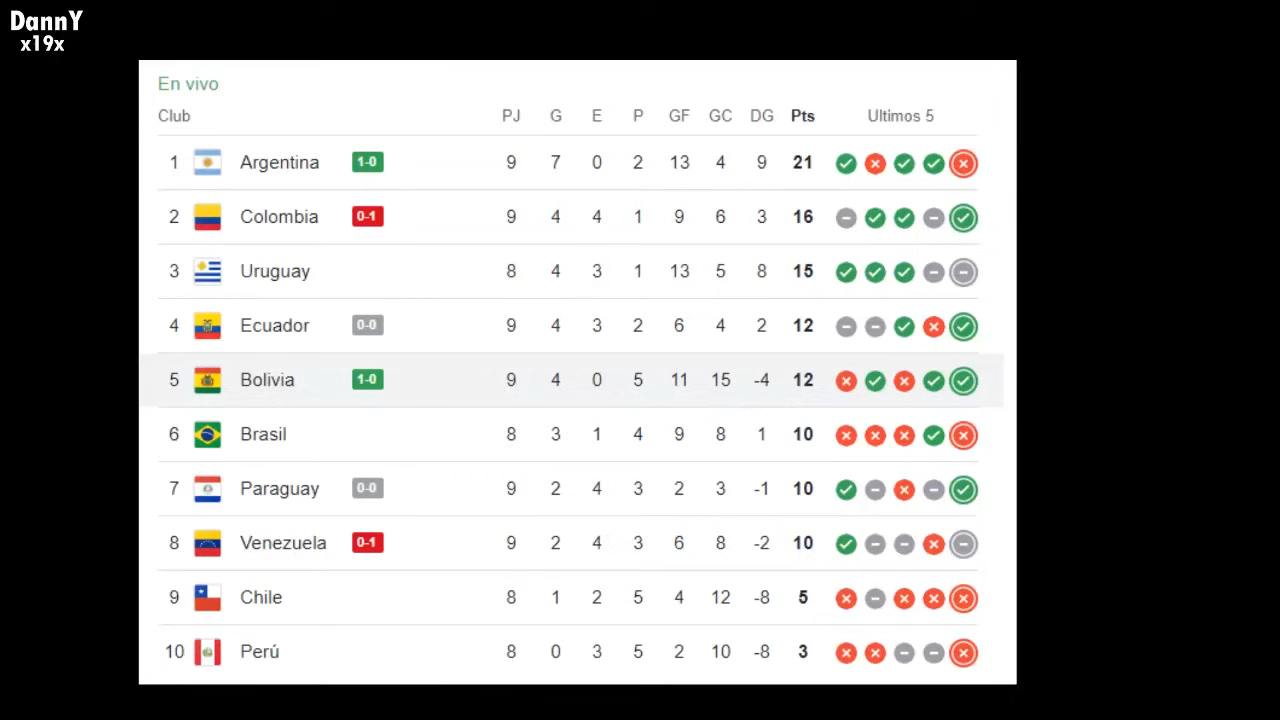 DannY
x19x
En vivo
Club PJ G E P GF GC DG Pts Ultimos 5
1 Argentina 1-0 9 7 0 2 13 4 9 21
2 Colombia 0-1 9 4 4 1 9 6 3 16
3 Uruguay 8 4 3 1 13 5 8 15
4 Ecuador 0-0 9 4 3 2 6 4 2 12
5 Bolivia 1-0 9 4 0 5 11 15 -4 12
6 Brasil 8 3 1 4 9 8 1 10
7 Paraguay 0-0 9 2 4 3 2 3 -1 10
8 Venezuela 0-1 9 2 4 3 6 8 -2 10
9 Chile 8 1 2 5 4 12 -8 5
10 Perú 8 0 3 5 2 10 -8 3